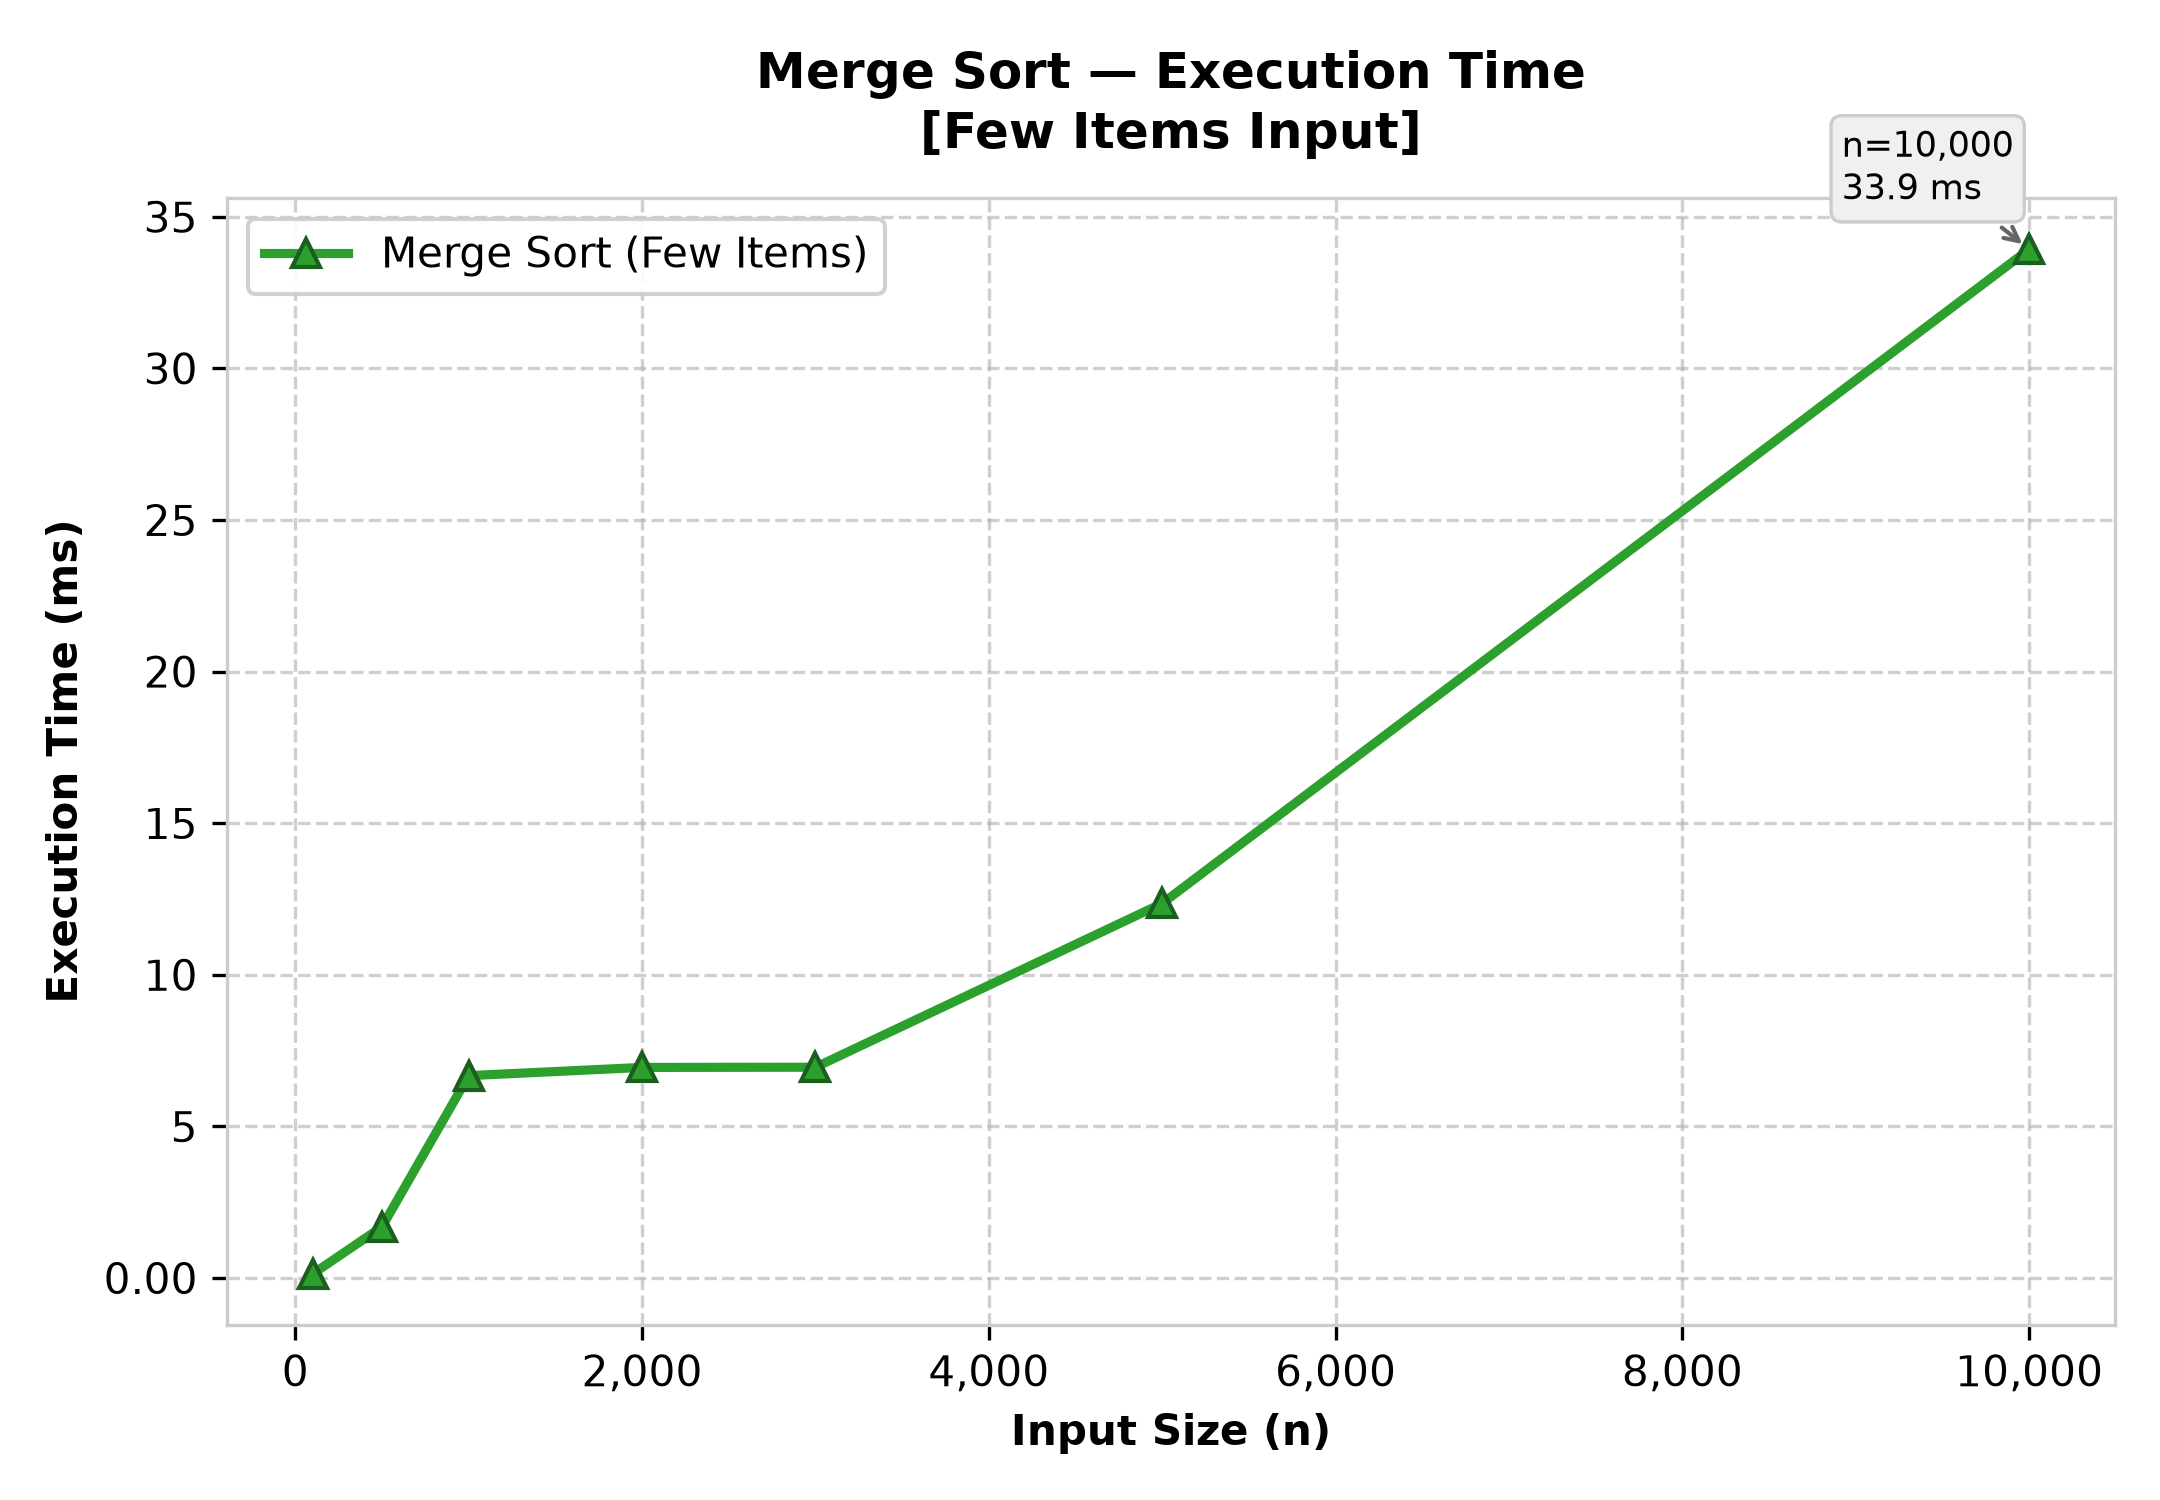 Merge Sort — Execution Time
[Few Items Input]
n=10,000
33.9 ms
Merge Sort (Few Items)
35
30
25
20
15
10
5
0.00
Execution Time (ms)
0
2,000
4,000
6,000
8,000
10,000
Input Size (n)